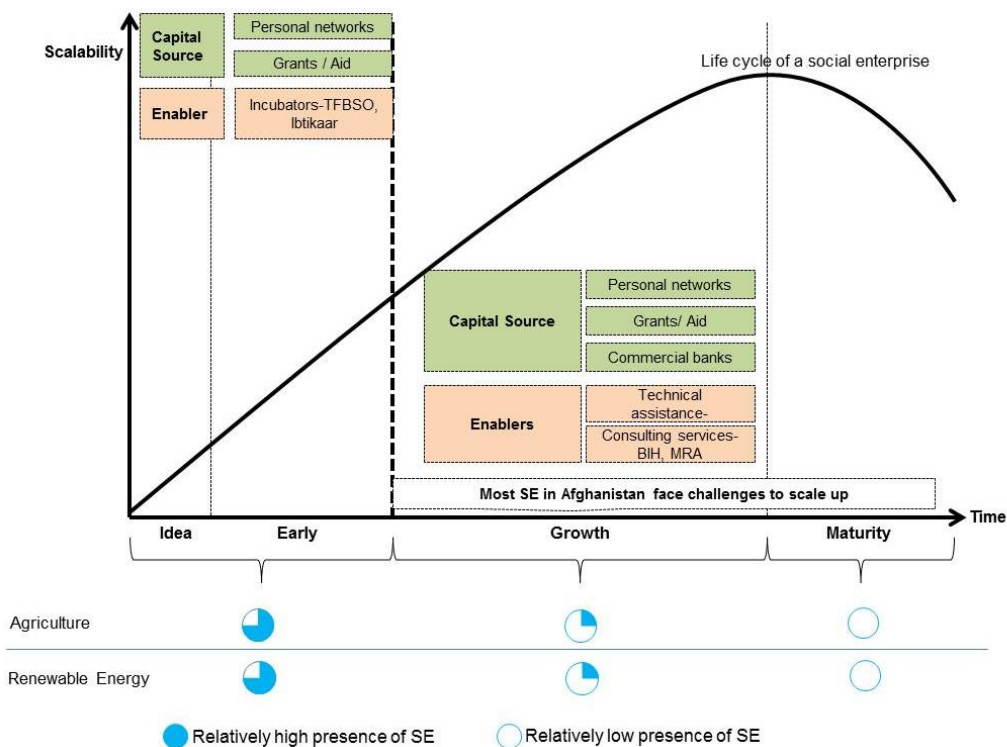 Scalability
Capital
Source
Personal networks
Grants / Aid
Enabler
Incubators-TFBSO,
Ibtikaar
Life cycle of a social enterprise
Capital Source
Personal networks
Grants/ Aid
Commercial banks
Enablers
Technical
assistance-
Consulting services-
BIH, MRA
Most SE in Afghanistan face challenges to scale up
Time
Idea
Early
Growth
Maturity
Agriculture
Renewable Energy
Relatively high presence of SE
Relatively low presence of SE